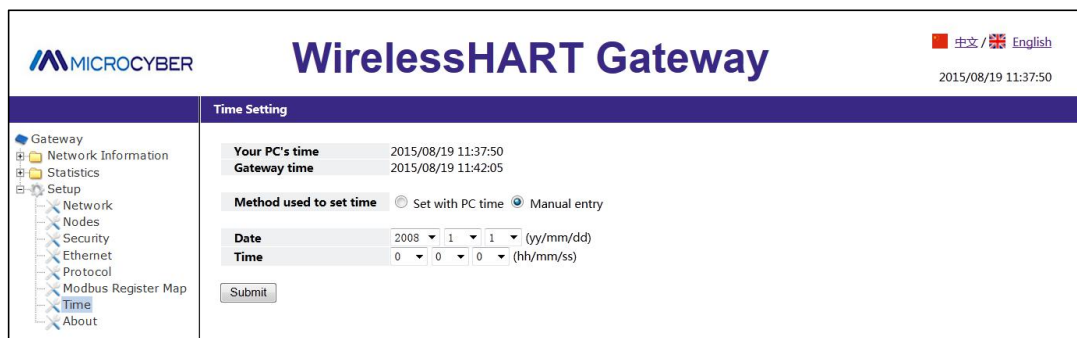 MICROCYBER
WirelessHART Gateway
中文 / English
2015/08/19 11:37:50
Time Setting
Gateway
Network Information
Statistics
Setup
Network
Nodes
Security
Ethernet
Protocol
Modbus Register Map
Time
About
Your PC's time 2015/08/19 11:37:50
Gateway time 2015/08/19 11:42:05
Method used to set time Set with PC time Manual entry
Date 2008 1 1 (yy/mm/dd)
Time 0 0 0 (hh/mm/ss)
Submit